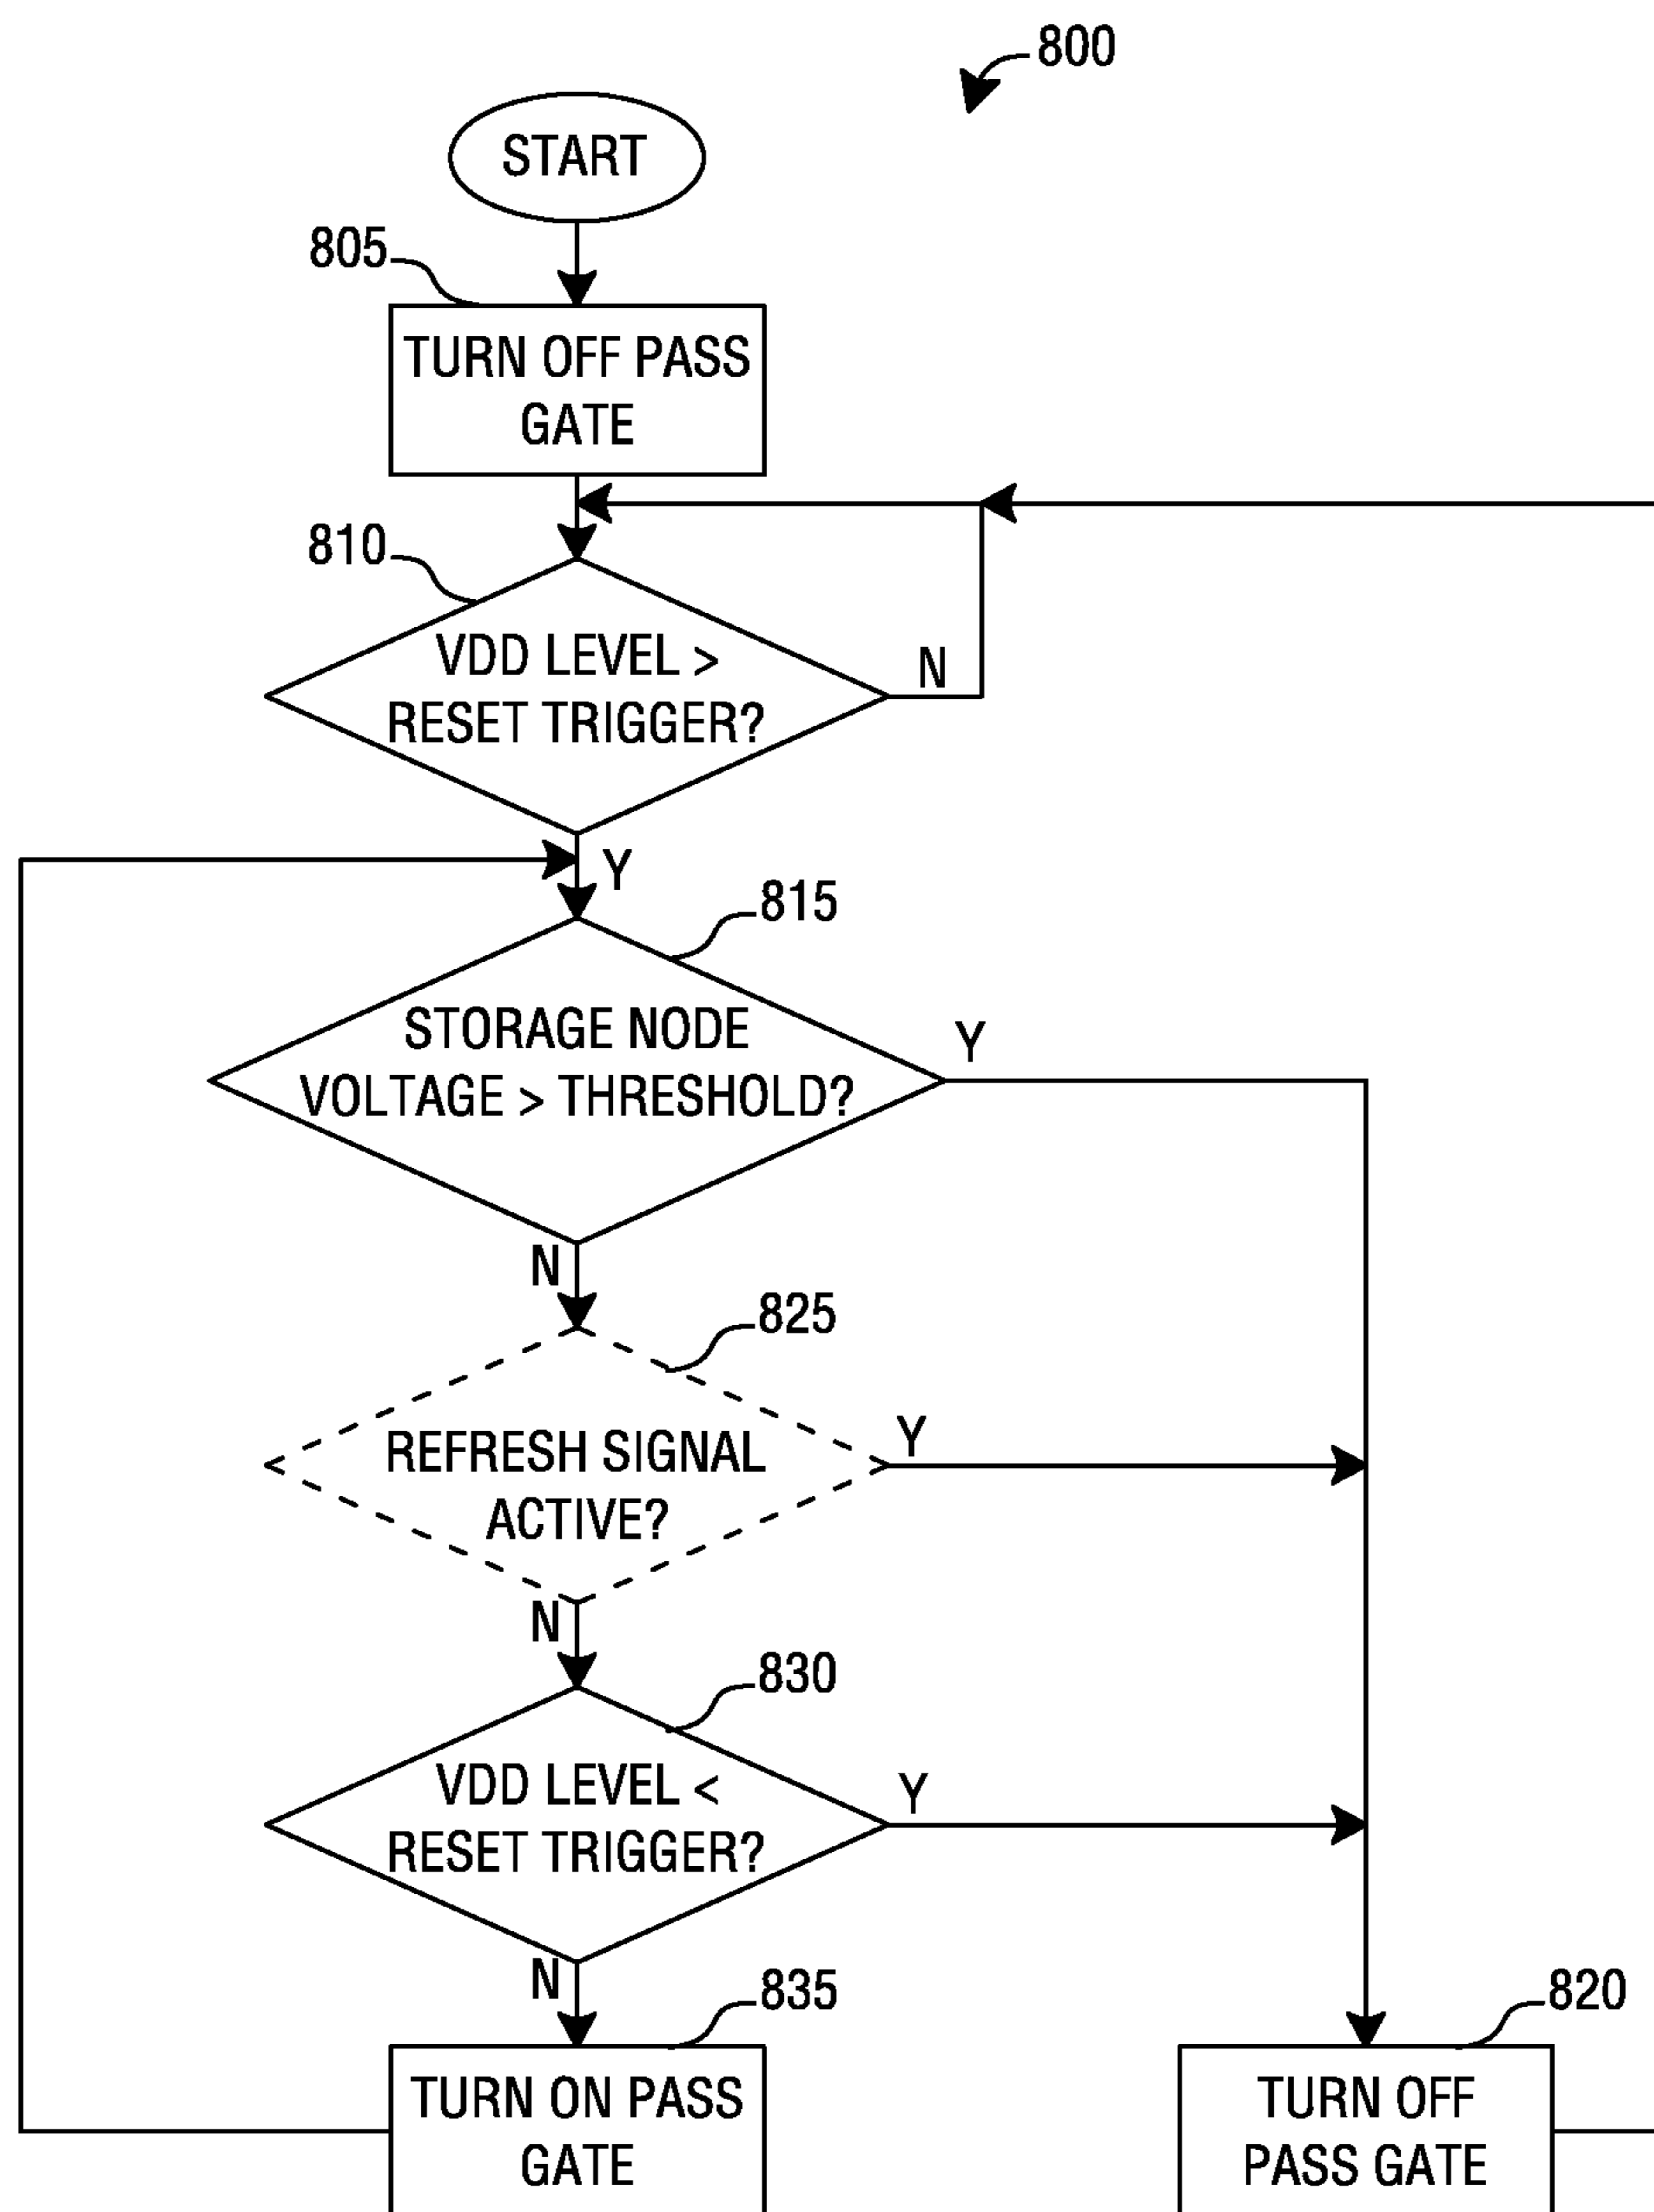 800
START
805
TURN OFF PASS
GATE
810
VDD LEVEL >
RESET TRIGGER?
N
Y
815
STORAGE NODE
VOLTAGE > THRESHOLD?
Y
N
825
REFRESH SIGNAL
ACTIVE?
Y
N
830
VDD LEVEL <
RESET TRIGGER?
Y
N
835
TURN ON PASS
GATE
820
TURN OFF
PASS GATE